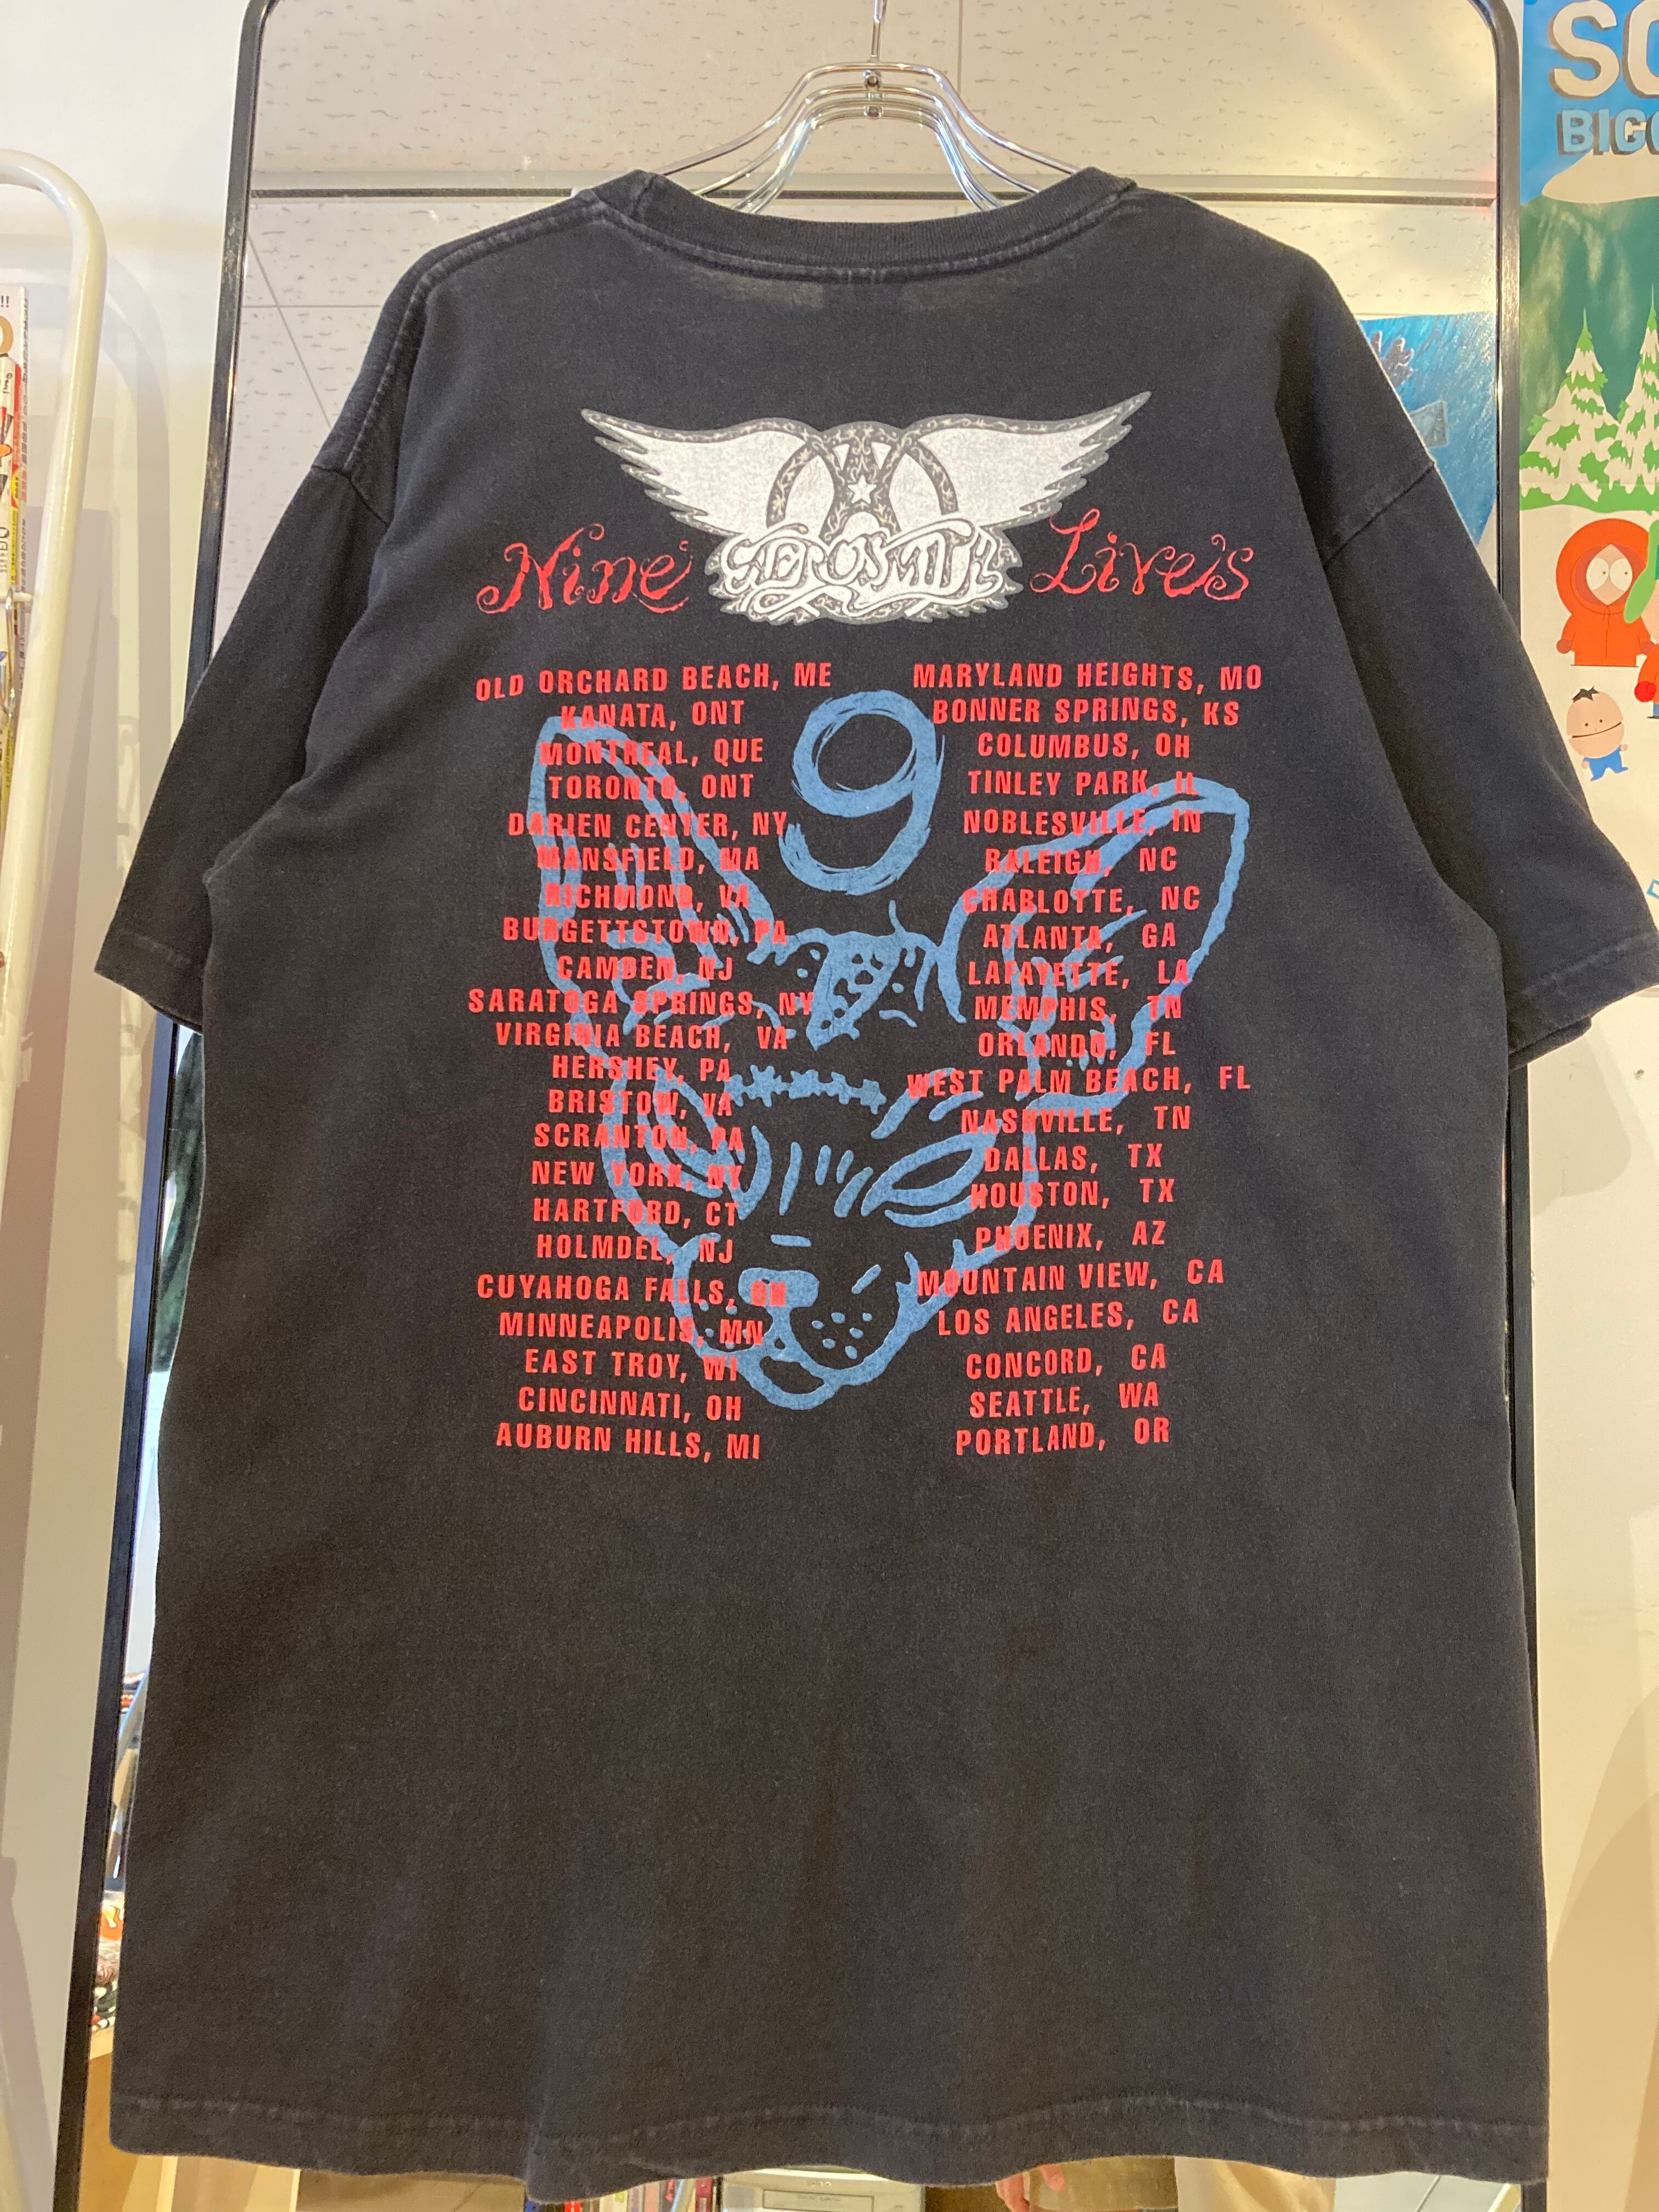 SO
BIGG
Nine
AEROSMITH
Lives
9
OLD ORCHARD BEACH, ME
KANATA, ONT
MONTREAL, QUE
TORONTO, ONT
DARIEN CENTER, NY
MANSFIELD, MA
RICHMOND, VA
BURGETTSTOWN, PA
CAMDEN, NJ
SARATOGA SPRINGS, NY
VIRGINIA BEACH, VA
HERSHEY, PA
BRISTOW, VA
SCRANTON, PA
NEW YORK, NY
HARTFORD, CT
HOLMDEL, NJ
CUYAHOGA FALLS, OH
MINNEAPOLIS, MN
EAST TROY, WI
CINCINNATI, OH
AUBURN HILLS, MI
MARYLAND HEIGHTS, MO
BONNER SPRINGS, KS
COLUMBUS, OH
TINLEY PARK, IL
NOBLESVILLE, IN
RALEIGH, NC
CHARLOTTE, NC
ATLANTA, GA
LAFAYETTE, LA
MEMPHIS, TN
ORLANDO, FL
WEST PALM BEACH, FL
NASHVILLE, TN
DALLAS, TX
HOUSTON, TX
PHOENIX, AZ
MOUNTAIN VIEW, CA
LOS ANGELES, CA
CONCORD, CA
SEATTLE, WA
PORTLAND, OR